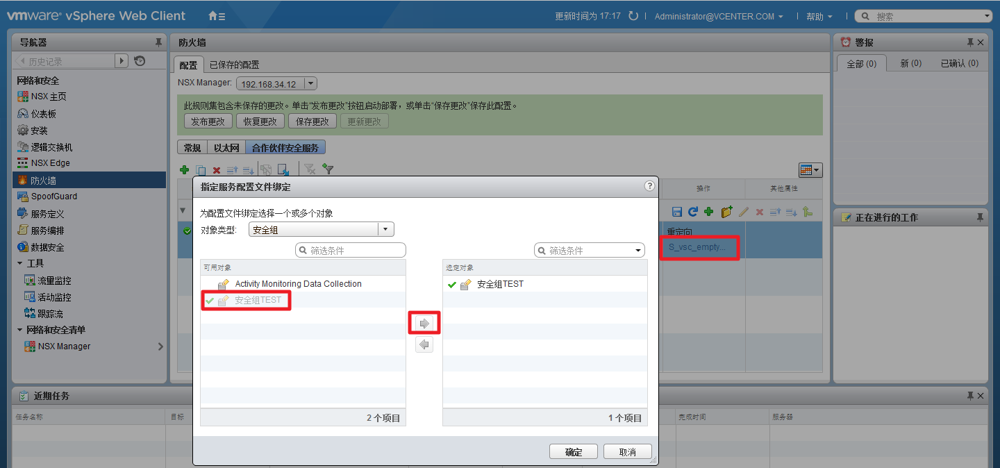 vmware® vSphere Web Client
更新时间为 17:17
Administrator@VCENTER.COM
帮助
搜索
导航器
历史记录
网络和安全
NSX 主页
仪表板
安装
逻辑交换机
NSX Edge
防火墙
SpoofGuard
服务定义
服务编排
数据安全
工具
流量监控
活动监控
跟踪流
网络和安全清单
NSX Manager
防火墙
配置 已保存的配置
NSX Manager: 192.168.34.12
此规则集包含未保存的更改。单击“发布更改”按钮启动部署，或单击“保存更改”保存此配置。
发布更改 恢复更改 保存更改 更新更改
常规 以太网 合作伙伴安全服务
操作 其他属性
重定向
S_vsc_empty...
指定服务配置文件绑定
为配置文件绑定选择一个或多个对象
对象类型: 安全组
筛选条件 筛选条件
可用对象 选定对象
Activity Monitoring Data Collection 安全组TEST
安全组TEST
2 个项目 1 个项目
确定 取消
警报
全部 (0) 新 (0) 已确认 (0)
正在进行的工作
近期任务
任务名称 目标 完成时间 服务器